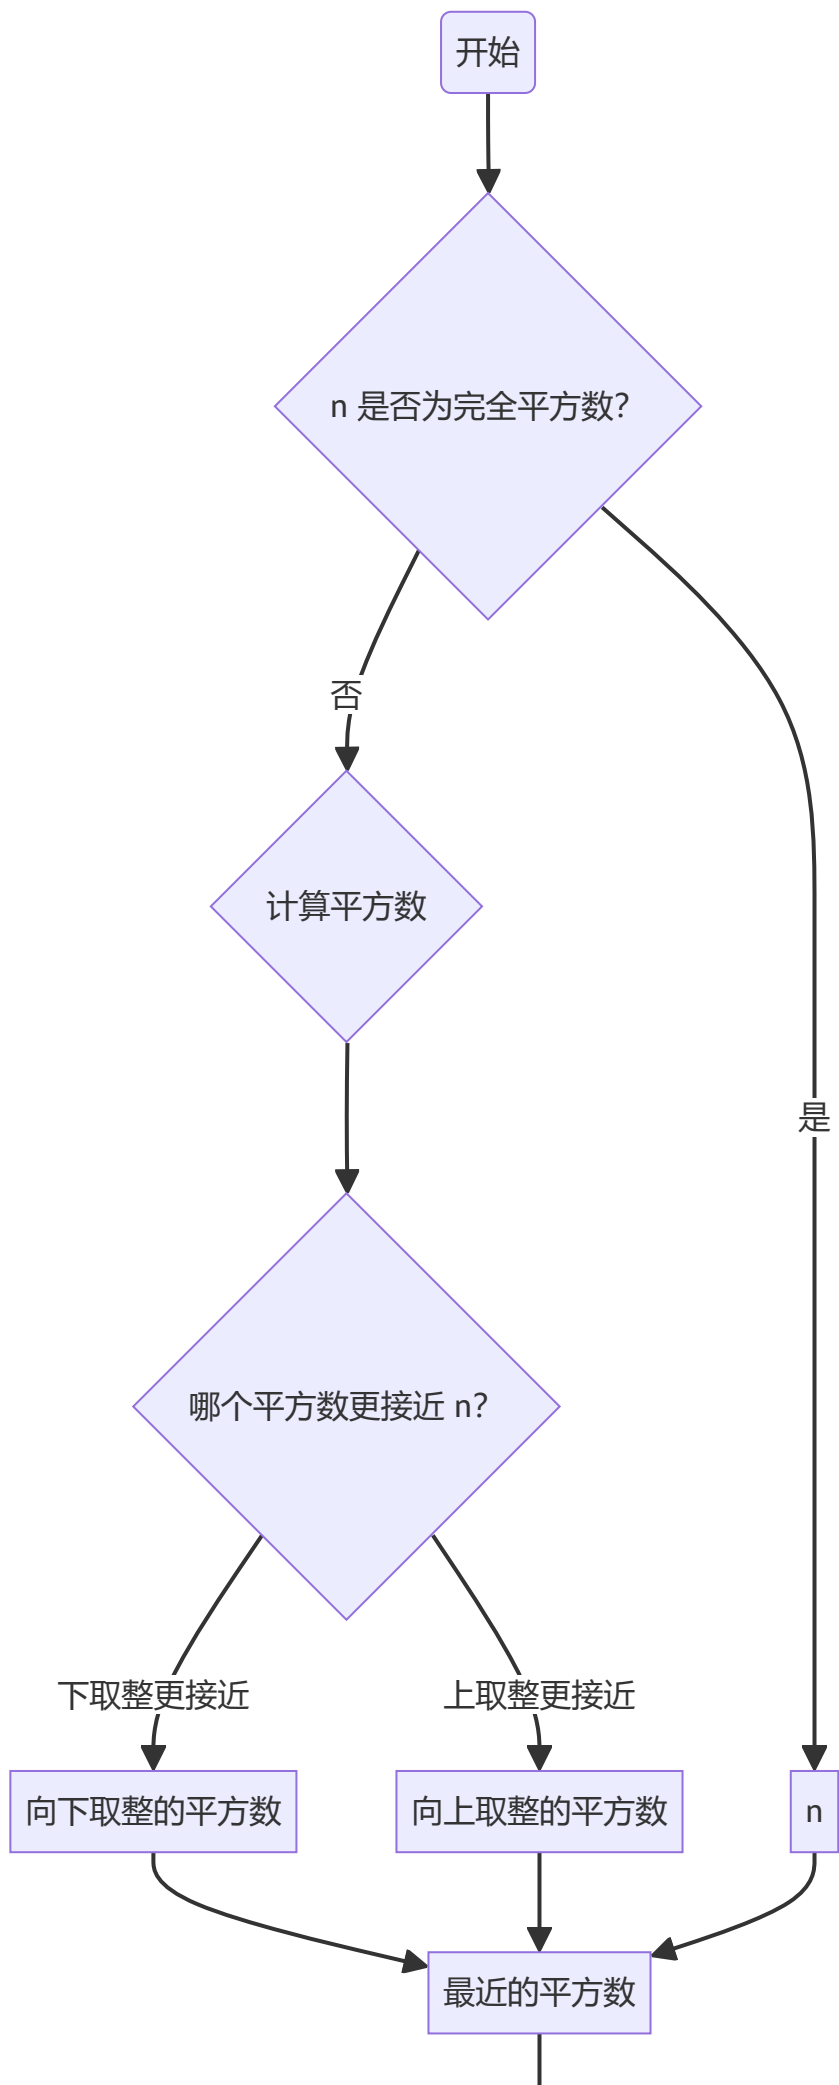 开始
n 是否为完全平方数?
否
计算平方数
是
哪个平方数更接近 n?
下取整更接近
上取整更接近
向下取整的平方数
向上取整的平方数
n
最近的平方数